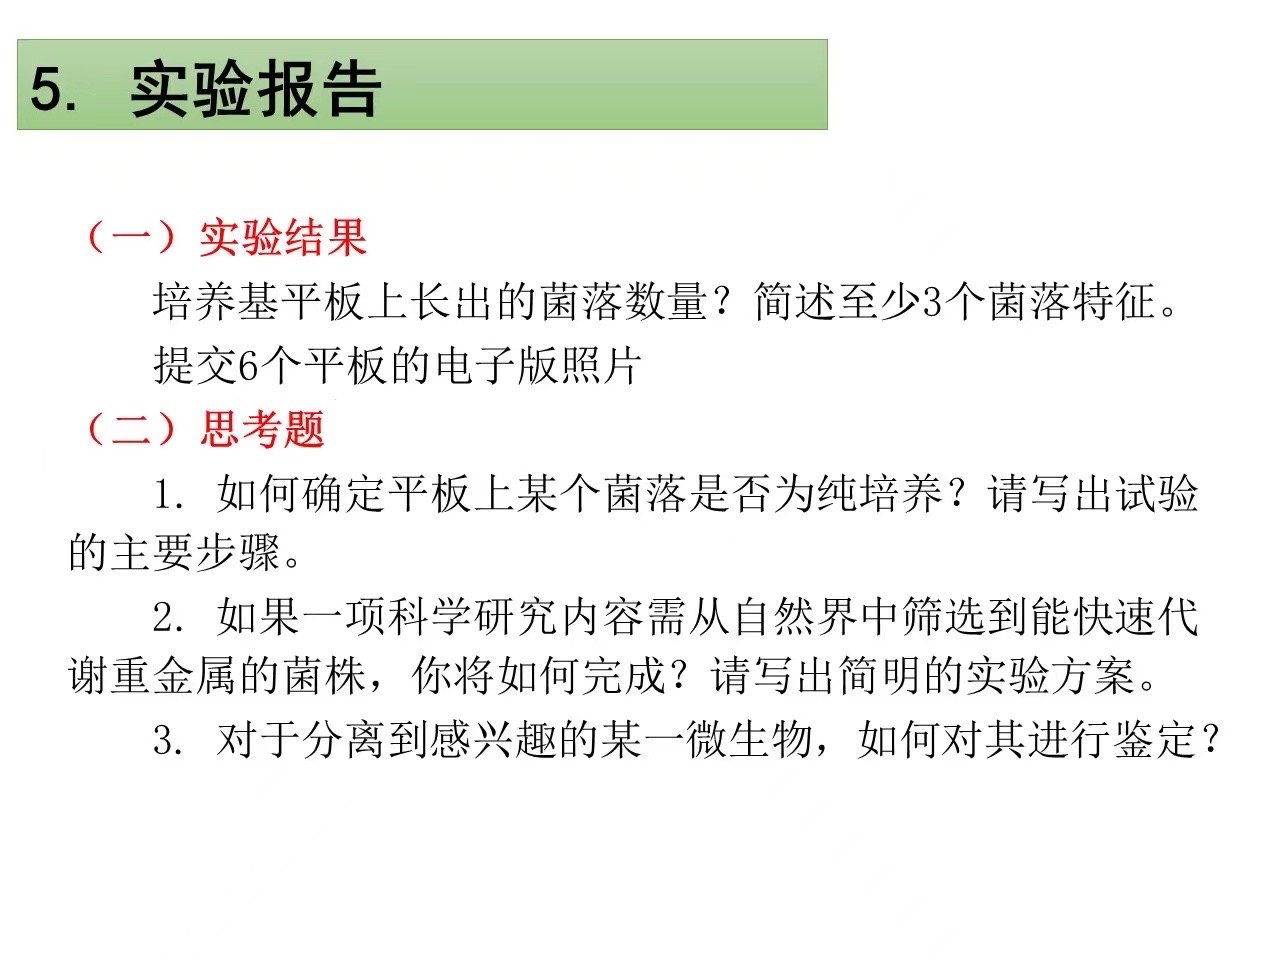 5. 实验报告
（一）实验结果
培养基平板上长出的菌落数量？简述至少3个菌落特征。
提交6个平板的电子版照片
（二）思考题
1. 如何确定平板上某个菌落是否为纯培养？请写出试验
的主要步骤。
2. 如果一项科学研究内容需从自然界中筛选到能快速代
谢重金属的菌株，你将如何完成？请写出简明的实验方案。
3. 对于分离到感兴趣的某一微生物，如何对其进行鉴定？